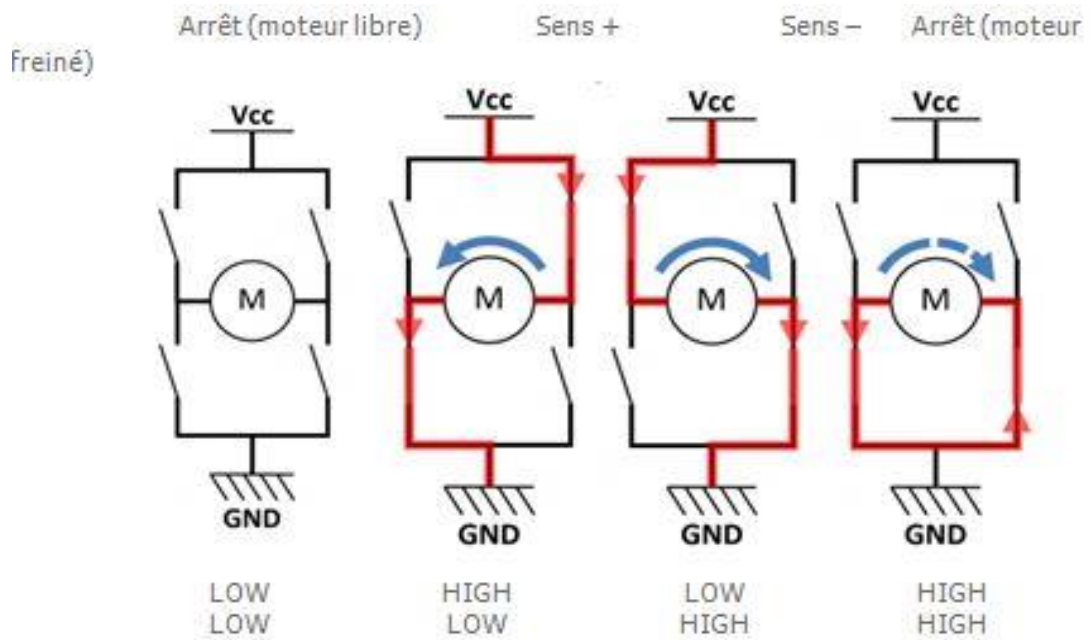 Arrêt (moteur libre) Sens + Sens – Arrêt (moteur
freiné)
Vcc Vcc Vcc Vcc
M M M M
GND GND GND GND
LOW HIGH LOW HIGH
LOW LOW HIGH HIGH